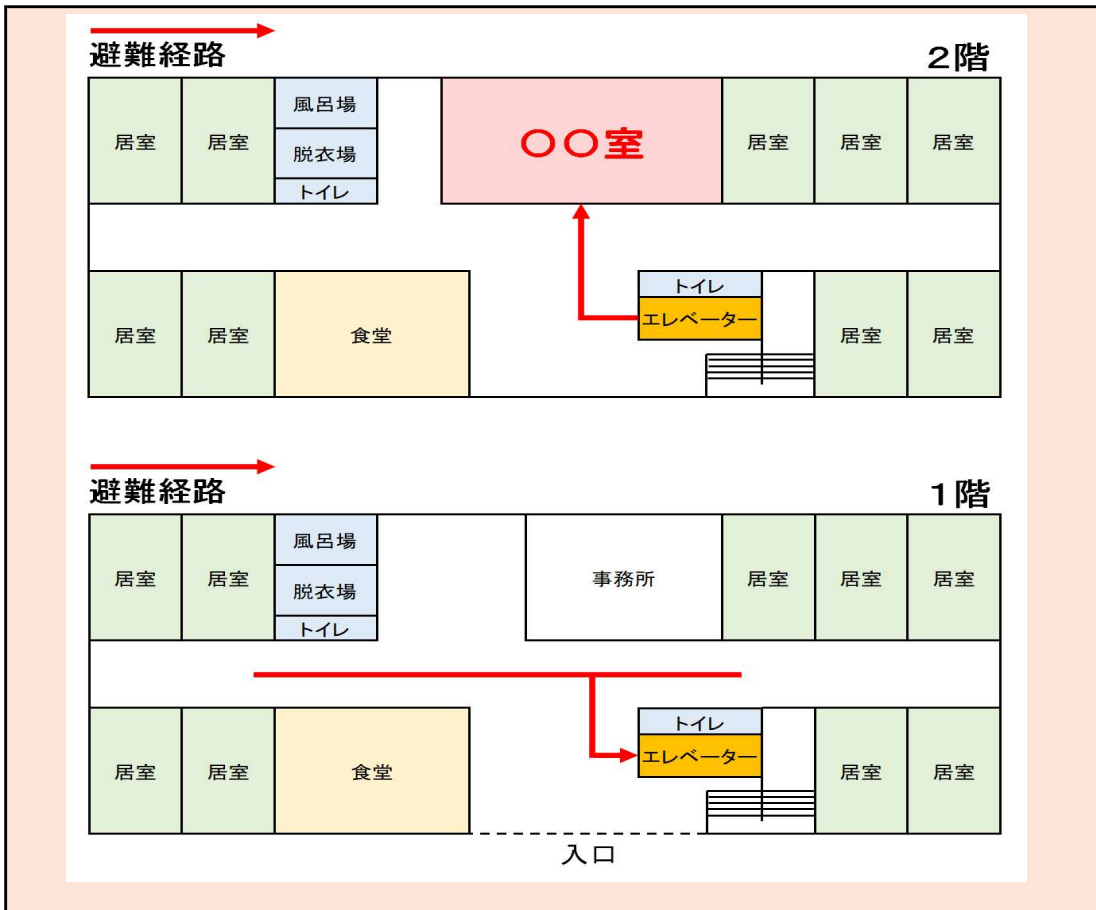 避難経路
2階
居室
居室
風呂場
脱衣場
トイレ
〇〇室
居室
居室
居室
居室
居室
食堂
トイレ
エレベーター
居室
居室
避難経路
1階
居室
居室
風呂場
脱衣場
トイレ
事務所
居室
居室
居室
居室
居室
食堂
トイレ
エレベーター
居室
居室
入口